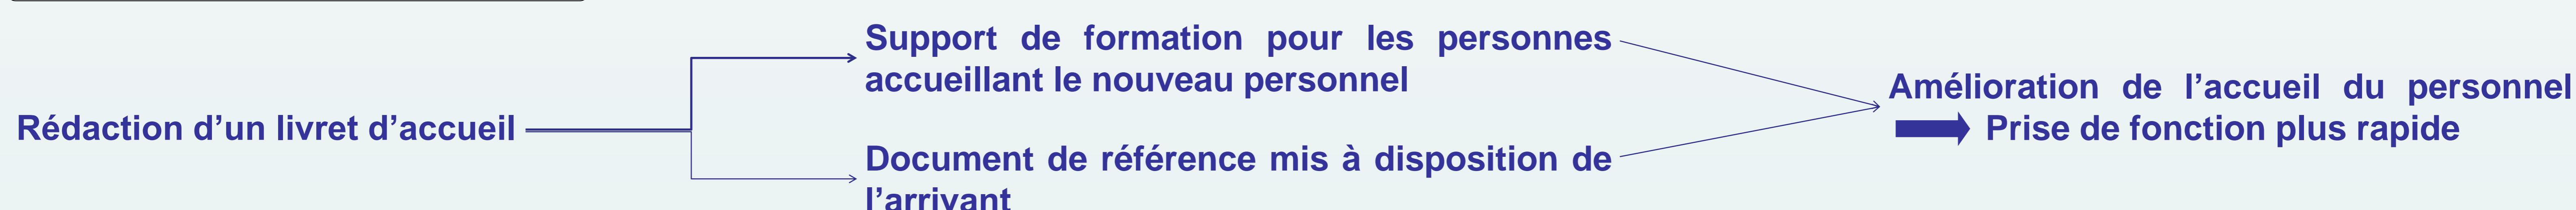 Rédaction d’un livret d’accueil
Support de formation pour les personnes
accueillant le nouveau personnel
Document de référence mis à disposition de
l’arrivant
Amélioration de l’accueil du personnel
Prise de fonction plus rapide